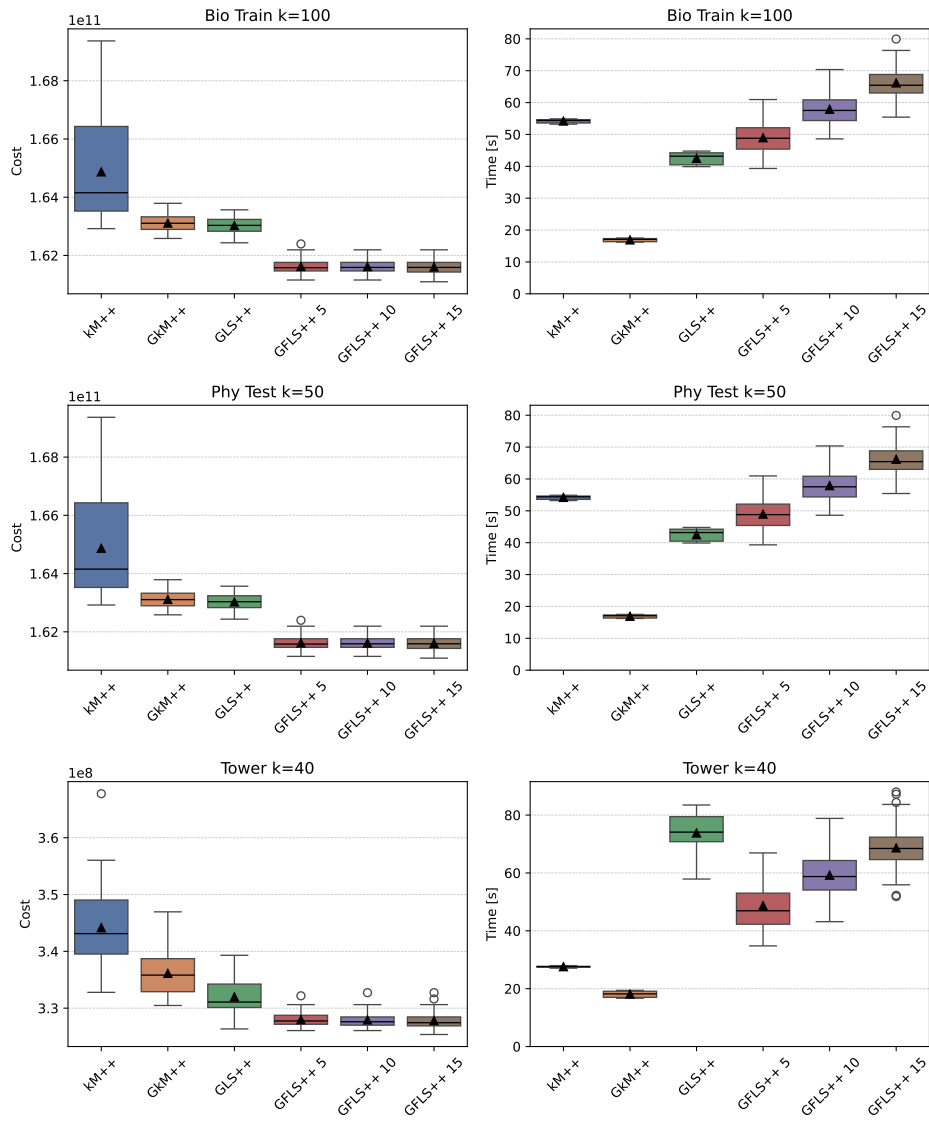 Bio Train k=100
1e11
Cost
1.68
1.66
1.64
1.62
kM++
GkM++
GLS++
GFLS++ 5
GFLS++ 10
GFLS++ 15
Bio Train k=100
Time [s]
80
70
60
50
40
30
20
10
0
kM++
GkM++
GLS++
GFLS++ 5
GFLS++ 10
GFLS++ 15
Phy Test k=50
1e11
Cost
1.68
1.66
1.64
1.62
kM++
GkM++
GLS++
GFLS++ 5
GFLS++ 10
GFLS++ 15
Phy Test k=50
Time [s]
80
70
60
50
40
30
20
10
0
kM++
GkM++
GLS++
GFLS++ 5
GFLS++ 10
GFLS++ 15
Tower k=40
1e8
Cost
3.6
3.5
3.4
3.3
kM++
GkM++
GLS++
GFLS++ 5
GFLS++ 10
GFLS++ 15
Tower k=40
Time [s]
80
60
40
20
0
kM++
GkM++
GLS++
GFLS++ 5
GFLS++ 10
GFLS++ 15